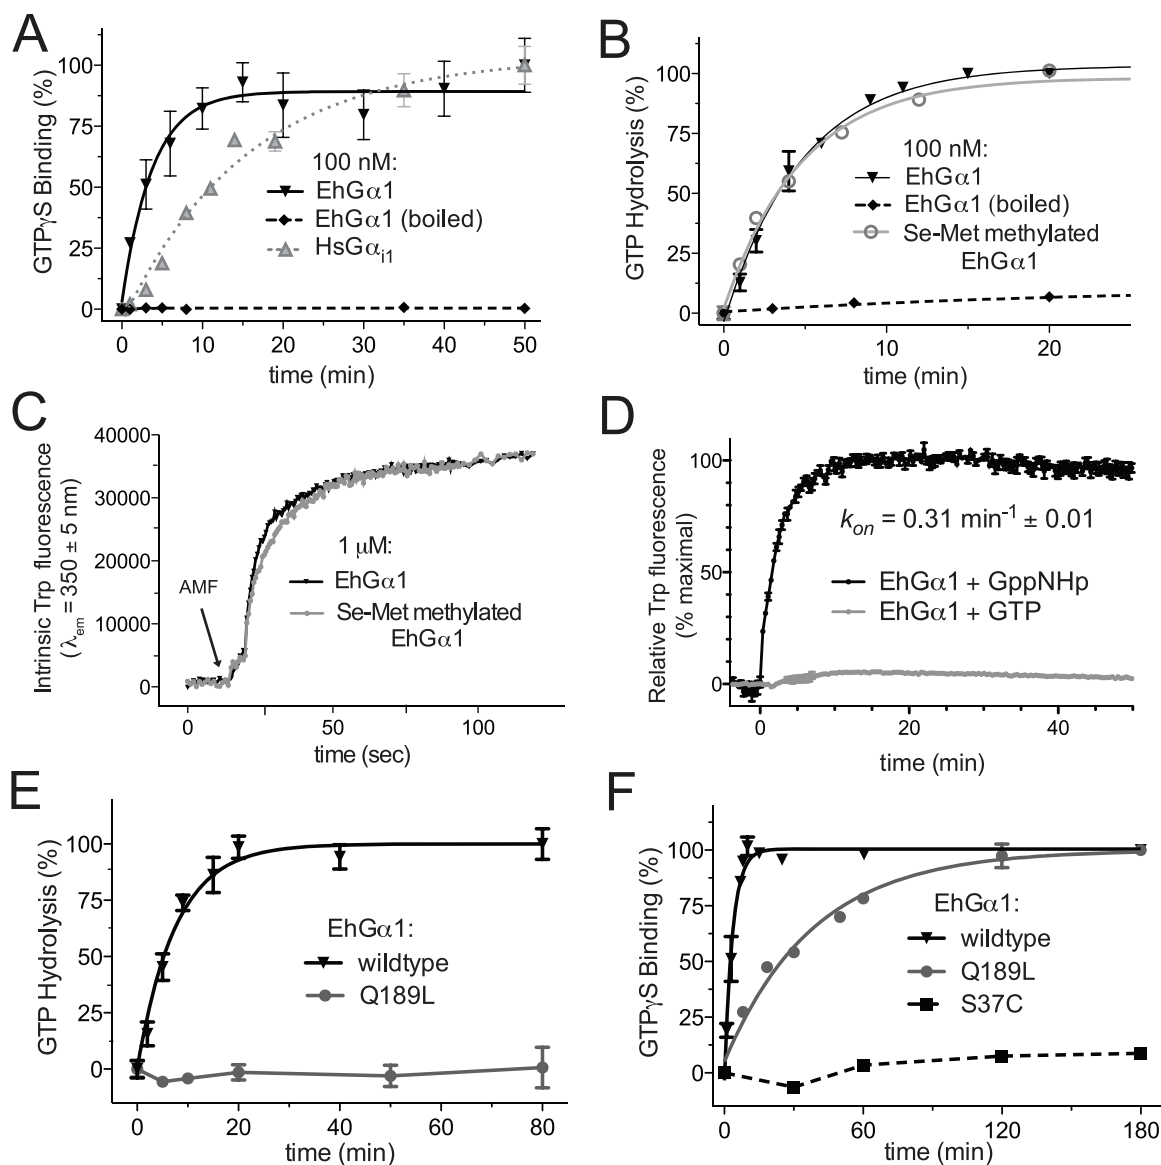 A
GTPγS Binding (%)
100
75
50
25
0
100 nM:
EhGα1
EhGα1 (boiled)
HsGαi1
0 10 20 30 40 50
time (min)
B
GTP Hydrolysis (%)
100
75
50
25
0
100 nM:
EhGα1
EhGα1 (boiled)
Se-Met methylated
EhGα1
0 10 20
time (min)
C
Intrinsic Trp fluorescence
(λem = 350 ± 5 nm)
40000
30000
20000
10000
0
AMF
1 μM:
EhGα1
Se-Met methylated
EhGα1
0 50 100
time (sec)
D
Relative Trp fluorescence
(% maximal)
100
50
0
kon = 0.31 min-1 ± 0.01
EhGα1 + GppNHp
EhGα1 + GTP
0 20 40
time (min)
E
GTP Hydrolysis (%)
100
75
50
25
0
EhGα1:
wildtype
Q189L
0 20 40 60 80
time (min)
F
GTPγS Binding (%)
100
75
50
25
0
EhGα1:
wildtype
Q189L
S37C
0 60 120 180
time (min)